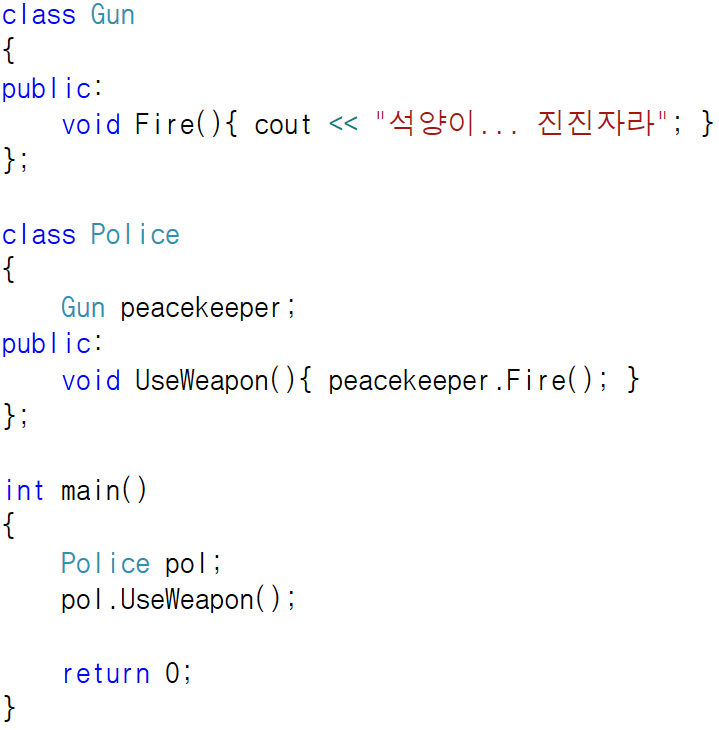 class Gun
{
public:
    void Fire(){ cout << "석양이... 진진자라"; }
};

class Police
{
    Gun peacekeeper;
public:
    void UseWeapon(){ peacekeeper.Fire(); }
};

int main()
{
    Police pol;
    pol.UseWeapon();

    return 0;
}